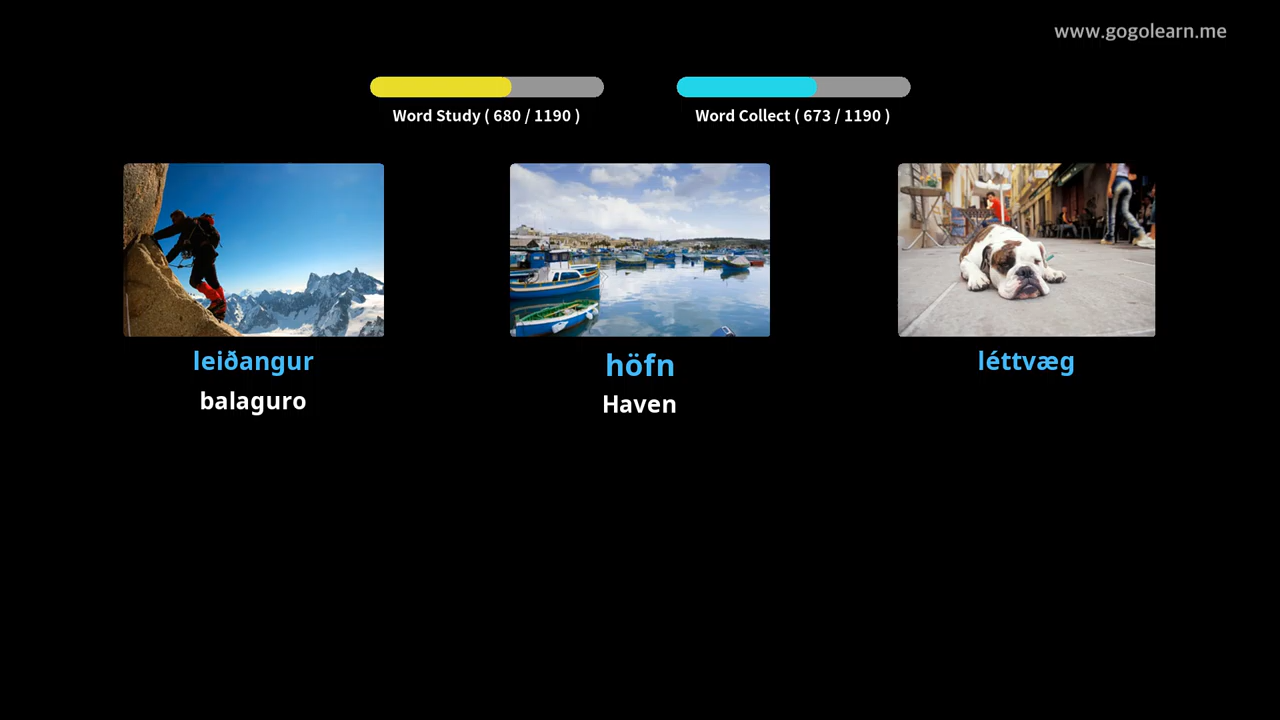 www.gogolearn.me
Word Study ( 680 / 1190 )
Word Collect ( 673 / 1190 )
leiðangur
höfn
léttvæg
balaguro
Haven